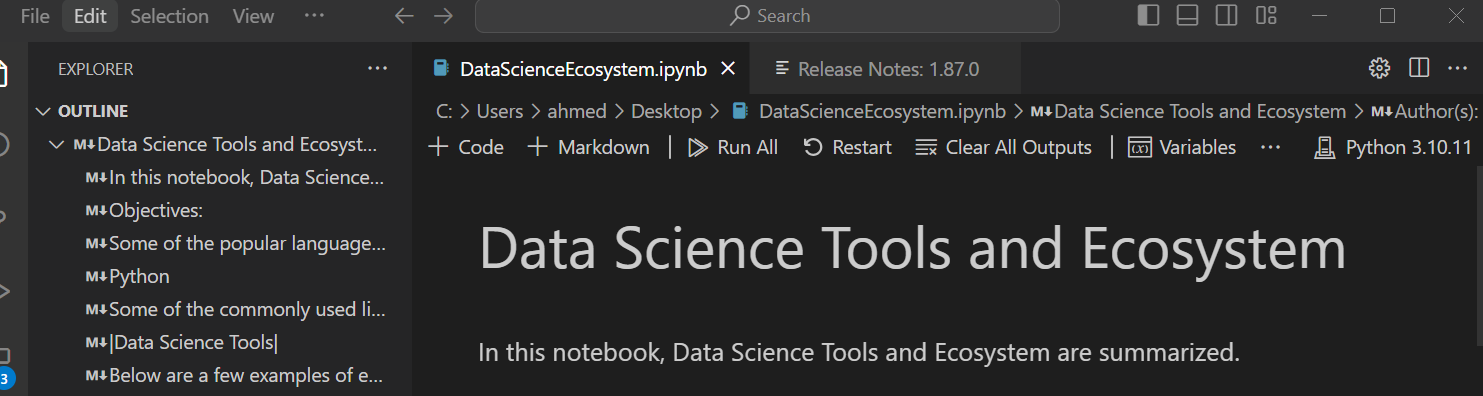 File Edit Selection View ··· Search
EXPLORER ···
OUTLINE
Data Science Tools and Ecosyst...
In this notebook, Data Science...
Objectives:
Some of the popular language...
Python
Some of the commonly used li...
|Data Science Tools|
Below are a few examples of e...
3
DataScienceEcosystem.ipynb Release Notes: 1.87.0
C: > Users > ahmed > Desktop > DataScienceEcosystem.ipynb > M↓Data Science Tools and Ecosystem > M↓Author(s):
+ Code + Markdown | Run All Restart Clear All Outputs | (x) Variables ··· Python 3.10.11
Data Science Tools and Ecosystem
In this notebook, Data Science Tools and Ecosystem are summarized.